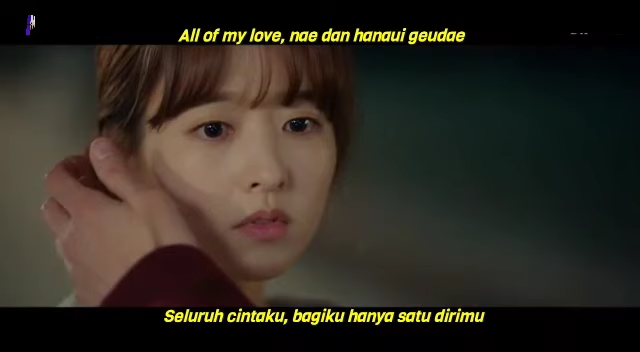 All of my love, nae dan hanaui geudae
Seluruh cintaku, bagiku hanya satu dirimu